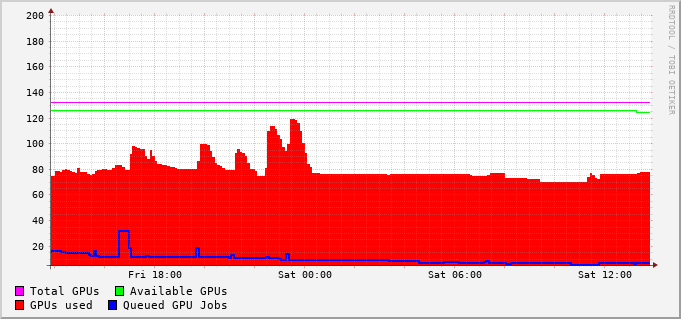 200
180
160
140
120
100
80
60
40
20
Fri 18:00 Sat 00:00 Sat 06:00 Sat 12:00
Total GPUs Available GPUs
GPUs used Queued GPU Jobs
RRDTOOL / TOBI OETIKER